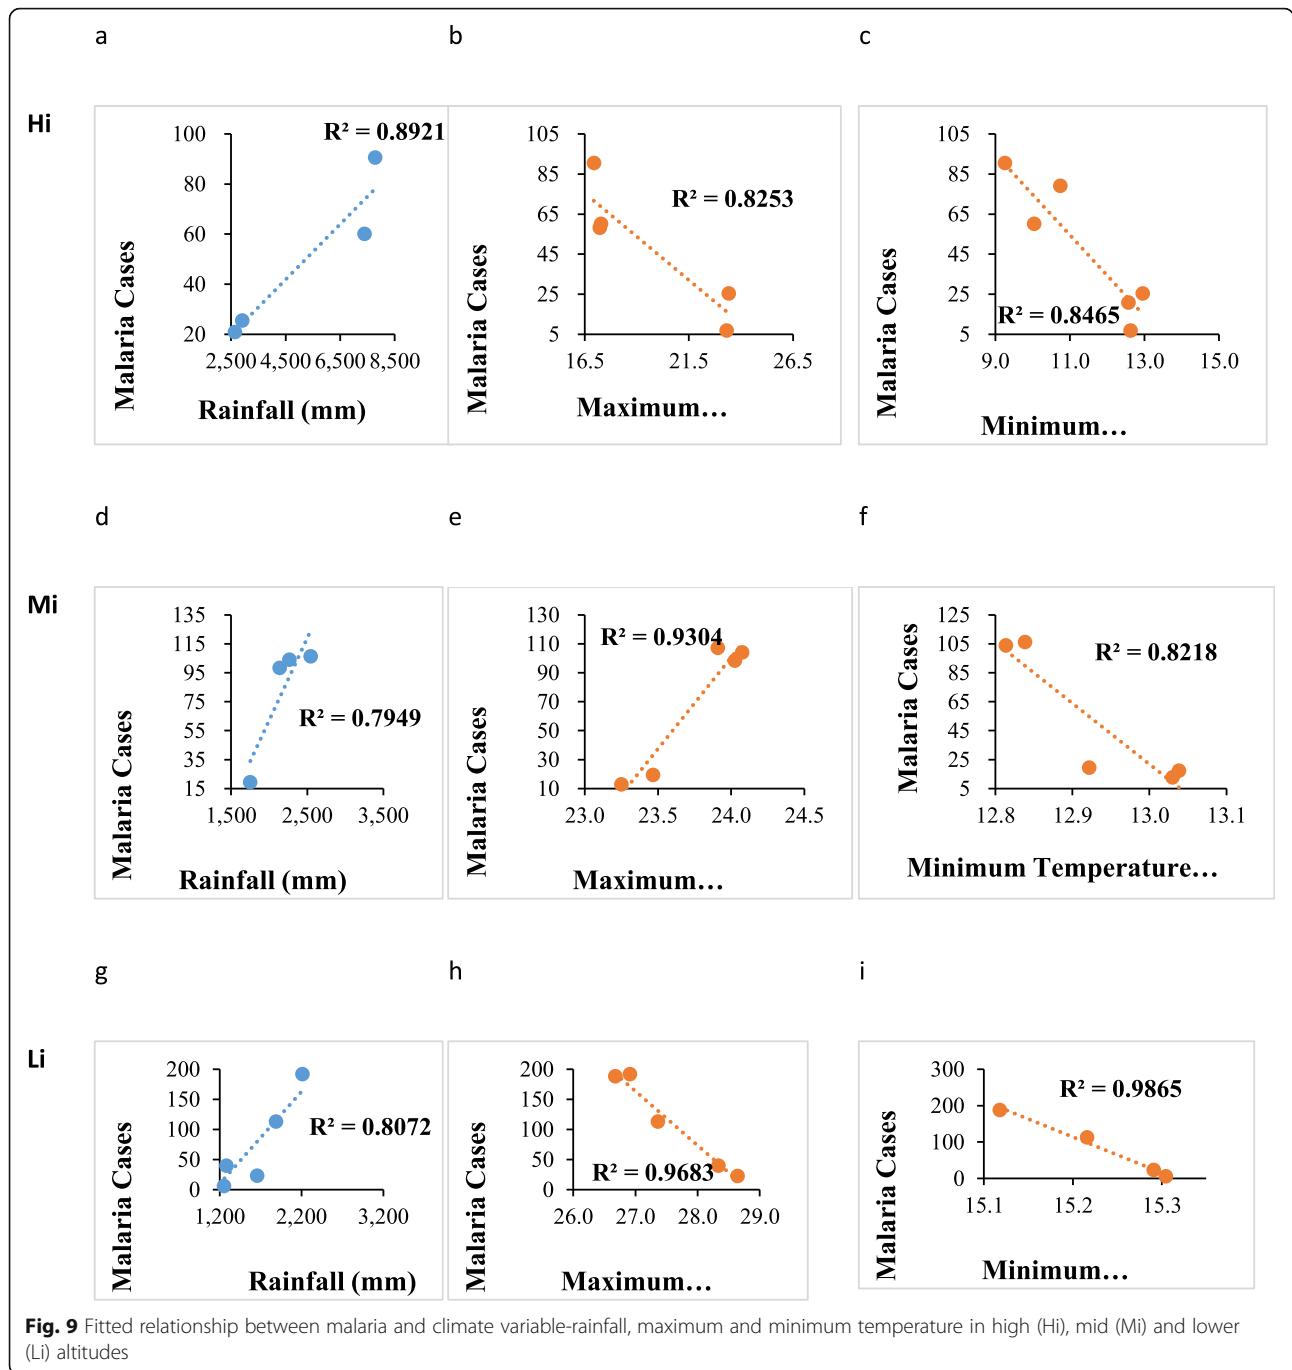 a b c
Hi
R² = 0.8921
100
80
60
40
20
2,500 4,500 6,500 8,500
Malaria Cases
Rainfall (mm)
R² = 0.8253
105
85
65
45
25
5
16.5 21.5 26.5
Malaria Cases
Maximum...
R² = 0.8465
105
85
65
45
25
5
9.0 11.0 13.0 15.0
Malaria Cases
Minimum...
d e f
Mi
R² = 0.7949
135
115
95
75
55
35
15
1,500 2,500 3,500
Malaria Cases
Rainfall (mm)
R² = 0.9304
130
110
90
70
50
30
10
23.0 23.5 24.0 24.5
Malaria Cases
Maximum...
R² = 0.8218
125
105
85
65
45
25
5
12.8 12.9 13.0 13.1
Malaria Cases
Minimum Temperature...
g h i
Li
R² = 0.8072
200
150
100
50
0
1,200 2,200 3,200
Malaria Cases
Rainfall (mm)
R² = 0.9683
200
150
100
50
0
26.0 27.0 28.0 29.0
Malaria Cases
Maximum...
R² = 0.9865
300
200
100
0
15.1 15.2 15.3
Malaria Cases
Minimum...
Fig. 9 Fitted relationship between malaria and climate variable-rainfall, maximum and minimum temperature in high (Hi), mid (Mi) and lower
(Li) altitudes